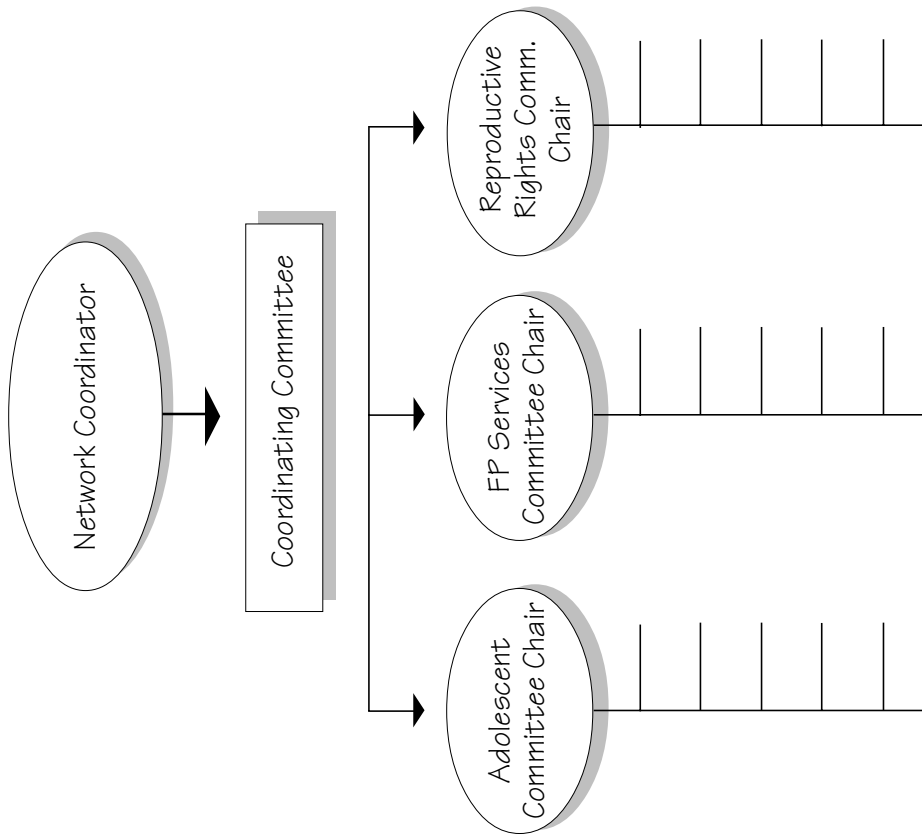 Network Coordinator
Coordinating Committee
Adolescent
Committee Chair
FP Services
Committee Chair
Reproductive
Rights Comm.
Chair